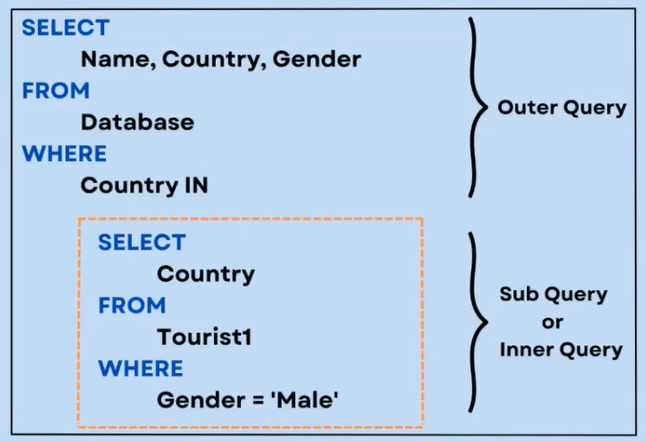 SELECT
Name, Country, Gender
FROM
Database
WHERE
Country IN
Outer Query
SELECT
Country
FROM
Tourist1
WHERE
Gender = 'Male'
Sub Query
or
Inner Query